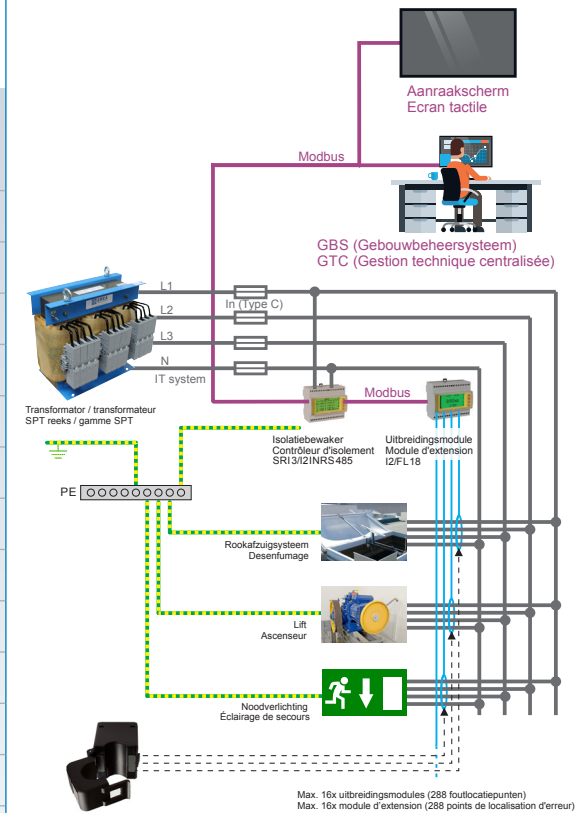 Aanraakscherm
Ecran tactile
Modbus
GBS (Gebouwbeheersysteem)
GTC (Gestion technique centralisée)
L1
In (Type C)
L2
L3
N
IT system
Modbus
Transformator / transformateur
SPT reeks / gamme SPT
Isolatiebewaker
Contrôleur d'isolement
SRI3/I2INRS485
Uitbreidingsmodule
Module d'extension
I2/FL18
PE
Rookafzuigsysteem
Desenfumage
Lift
Ascenseur
Noodverlichting
Éclairage de secours
Max. 16x uitbreidingsmodules (288 foutlocatiepunten)
Max. 16x module d'extension (288 points de localisation d'erreur)